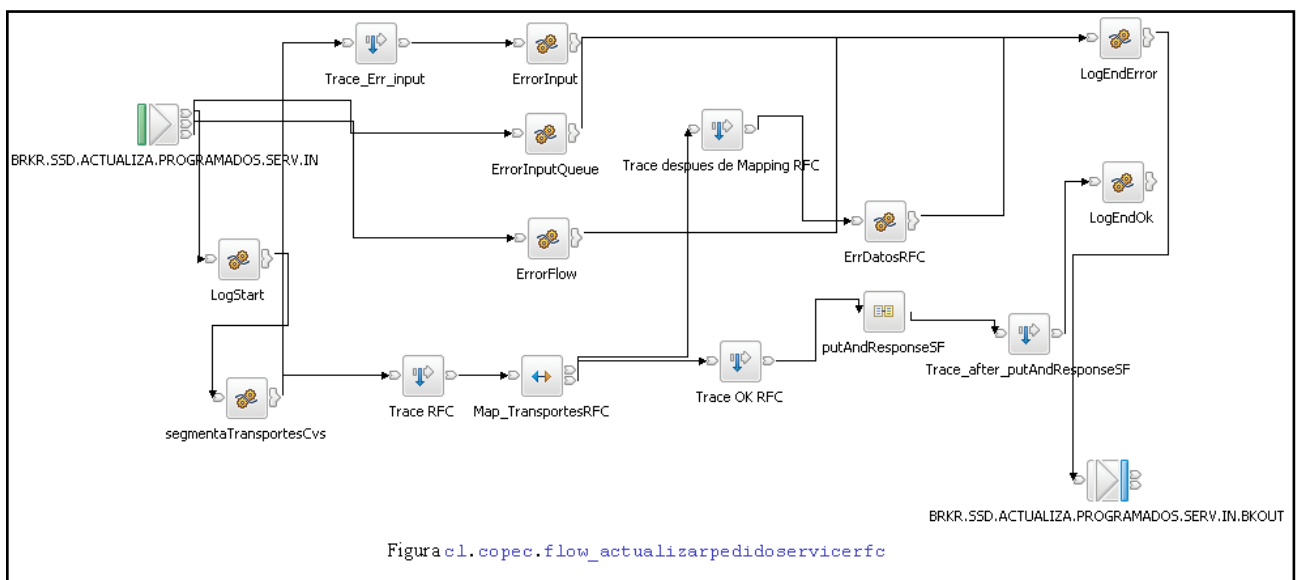 Trace_Err_input
ErrorInput
LogEndError
BRKR.SSD.ACTUALIZA.PROGRAMADOS.SERV.IN
ErrorInputQueue
Trace despues de Mapping RFC
LogEndOk
ErrorFlow
ErrDatosRFC
LogStart
putAndResponseSF
Trace_after_putAndResponseSF
Trace RFC
Map_TransportesRFC
Trace OK RFC
segmentaTransportesCvs
BRKR.SSD.ACTUALIZA.PROGRAMADOS.SERV.IN.BKOUT
Figura cl.copec.flow_actualizarpedidoservicerfc